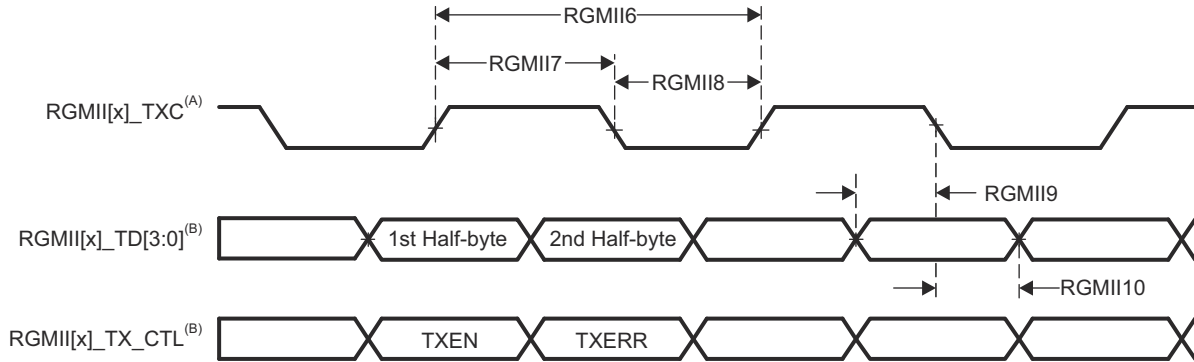 RGMII6
RGMII7
RGMII8
RGMII[x]_TXC(A)
RGMII9
RGMII[x]_TD[3:0](B)
1st Half-byte
2nd Half-byte
RGMII10
RGMII[x]_TX_CTL(B)
TXEN
TXERR